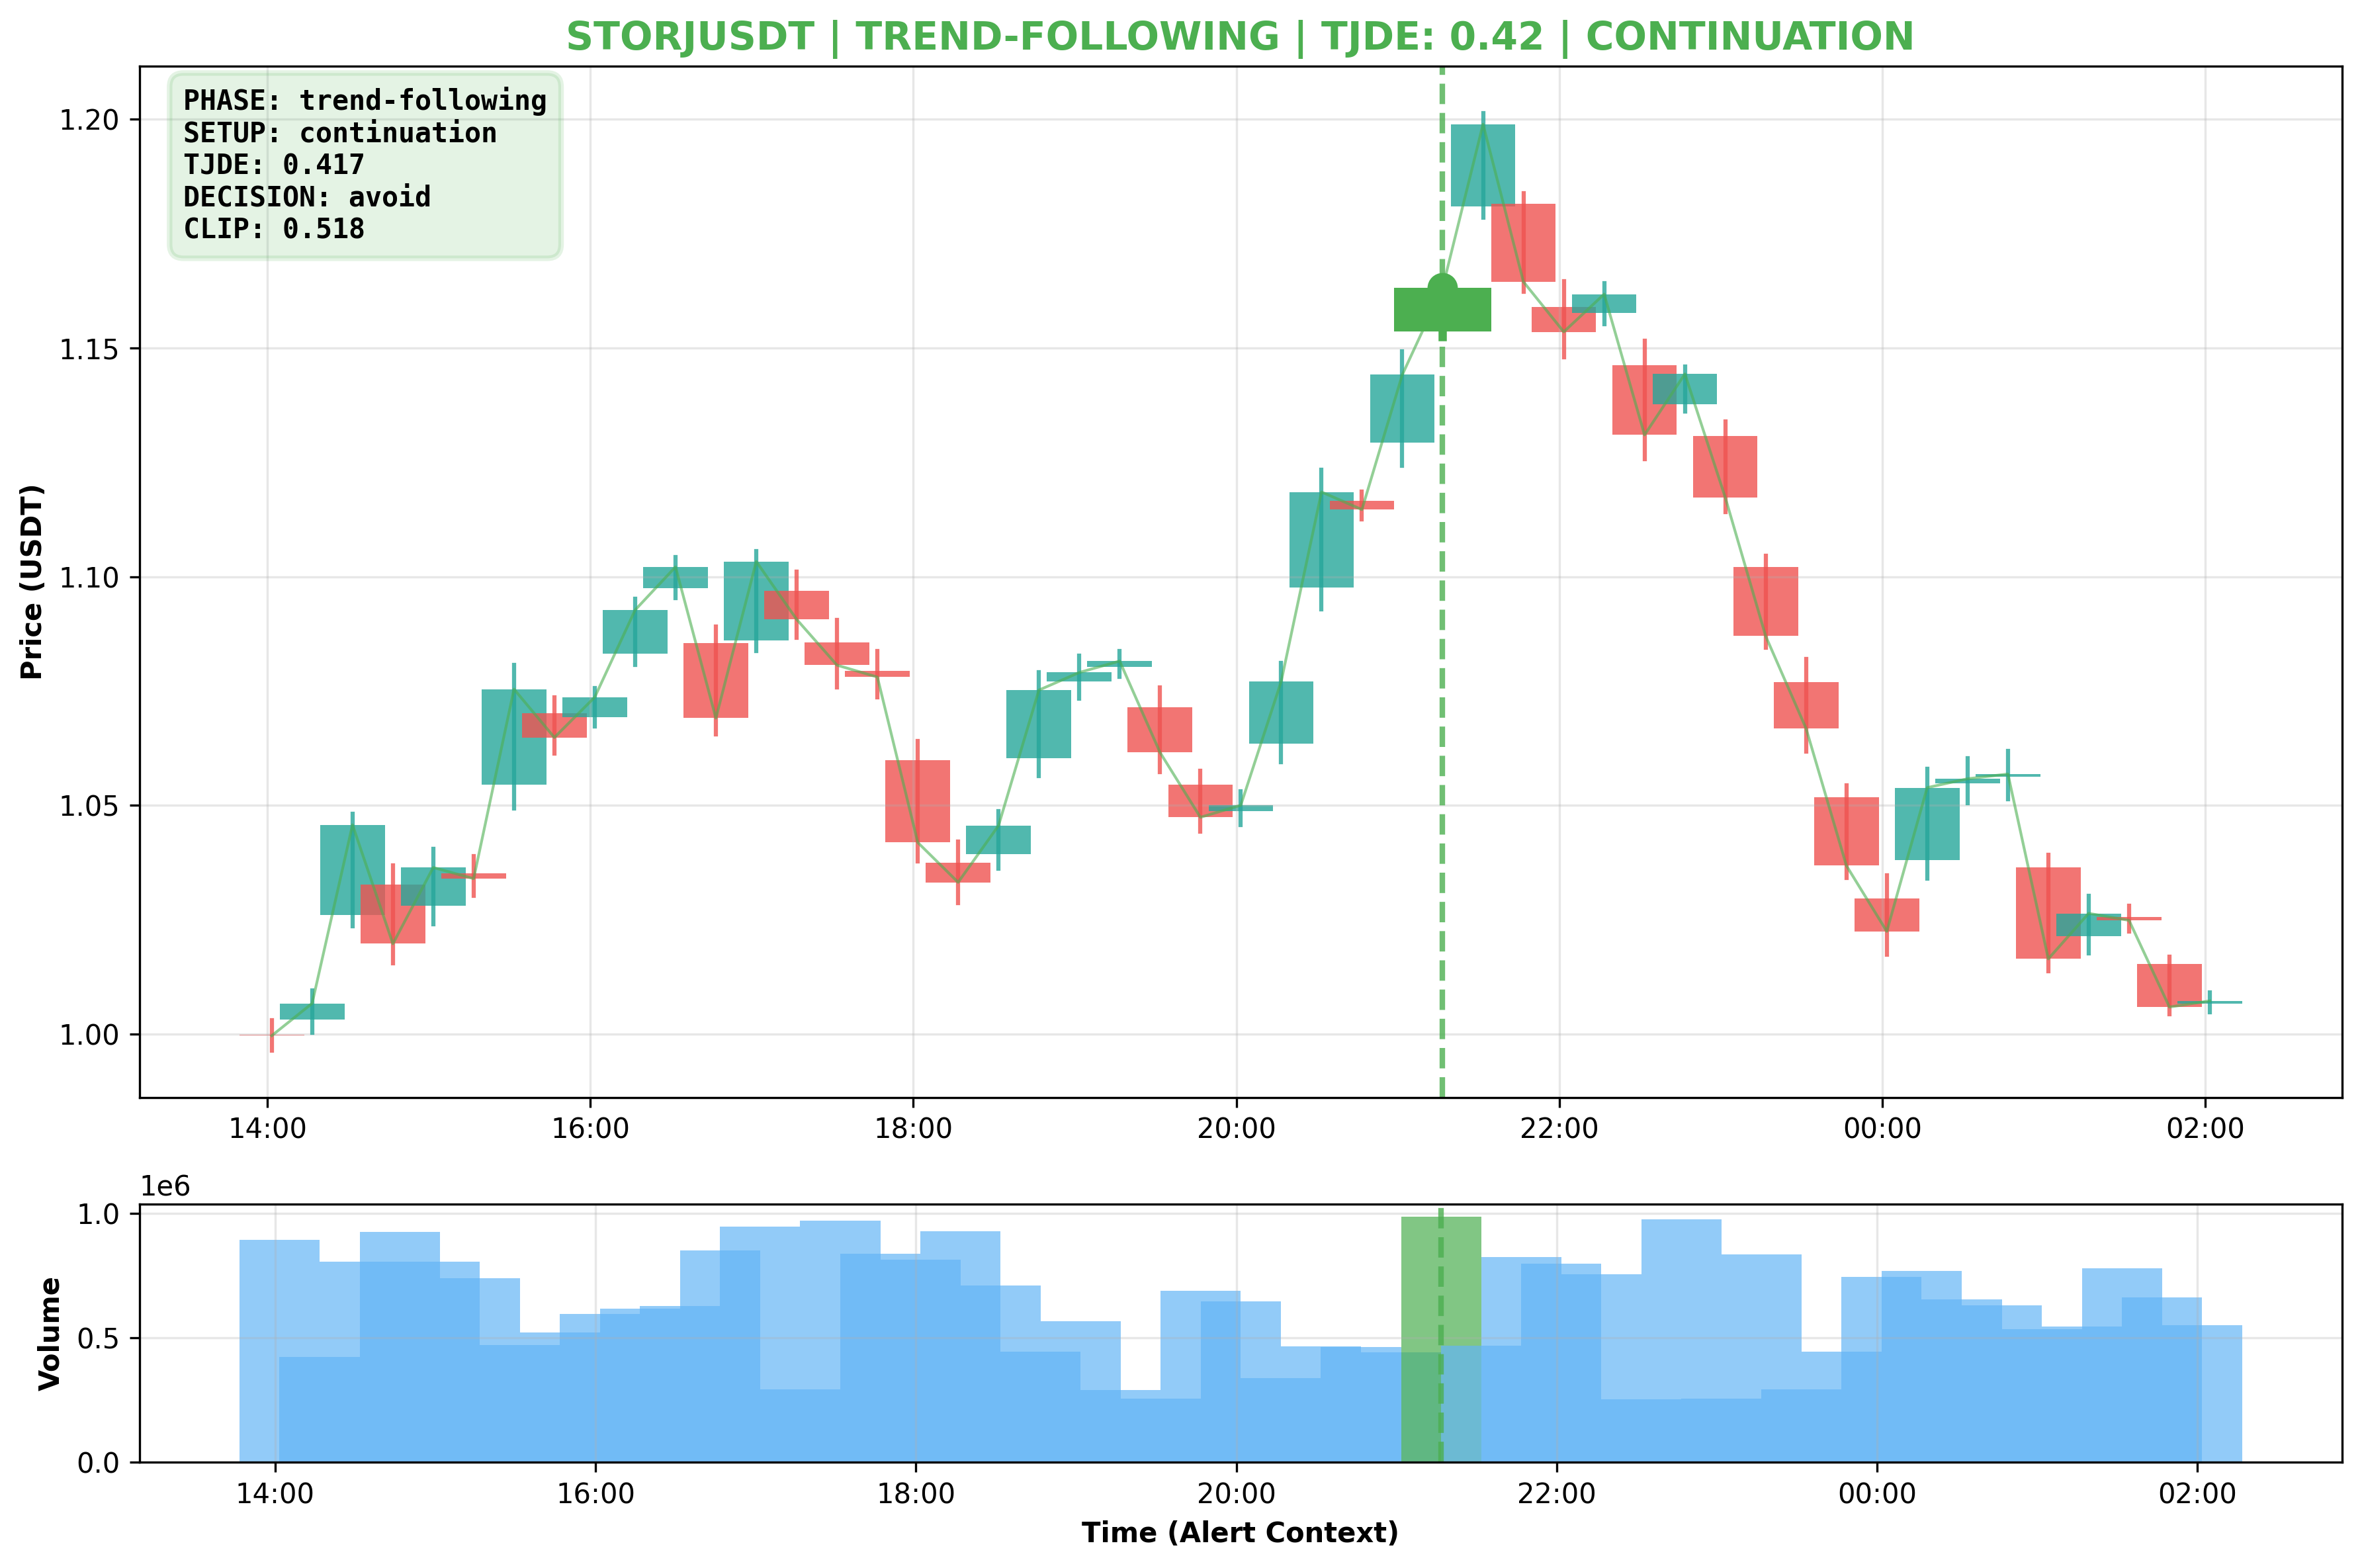 STORJUSDT | TREND-FOLLOWING | TJDE: 0.42 | CONTINUATION
PHASE: trend-following
SETUP: continuation
TJDE: 0.417
DECISION: avoid
CLIP: 0.518
Price (USDT)
1.20
1.15
1.10
1.05
1.00
14:00 16:00 18:00 20:00 22:00 00:00 02:00
1e6
Volume
1.0
0.5
0.0
14:00 16:00 18:00 20:00 22:00 00:00 02:00
Time (Alert Context)